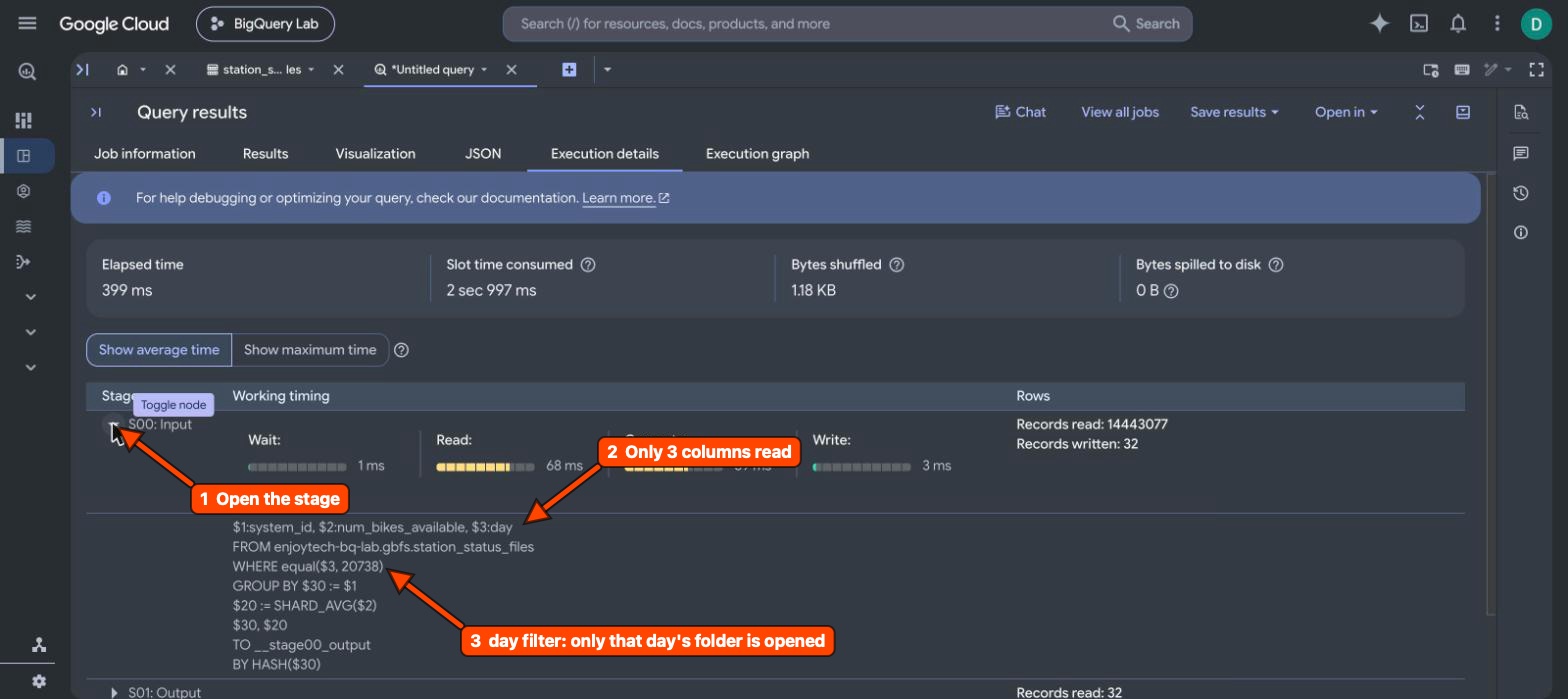 Google Cloud
BigQuery Lab
Search (/) for resources, docs, products, and more
Search
D
station_s... les
*Untitled query
Query results
Chat
View all jobs
Save results
Open in
Job information
Results
Visualization
JSON
Execution details
Execution graph
For help debugging or optimizing your query, check our documentation. Learn more.
Elapsed time
399 ms
Slot time consumed
2 sec 997 ms
Bytes shuffled
1.18 KB
Bytes spilled to disk
0 B
Show average time
Show maximum time
Working timing
Rows
Toggle node
S00: Input
Wait:
1 ms
Read:
68 ms
Write:
3 ms
Records read: 14443077
Records written: 32
1 Open the stage
2 Only 3 columns read
$1:system_id, $2:num_bikes_available, $3:day
FROM enjoytech-bq-lab.gbfs.station_status_files
WHERE equal($3, 20738)
GROUP BY $30 := $1
$20 := SHARD_AVG($2)
$30, $20
TO __stage00_output
BY HASH($30)
3 day filter: only that day's folder is opened
S01: Output
Records read: 32